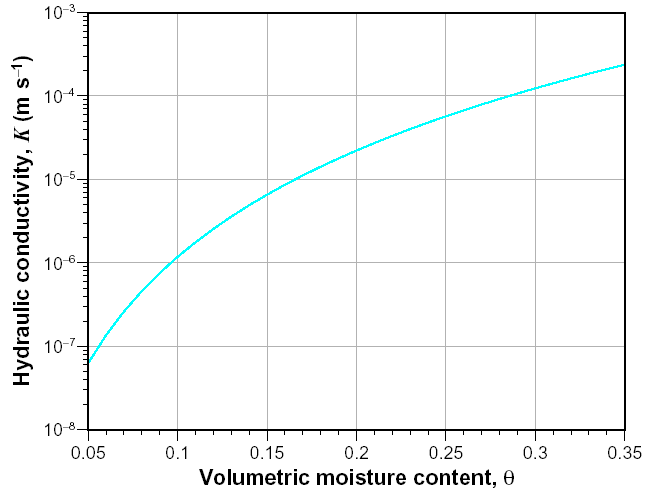 Hydraulic conductivity, K (m s⁻¹)
10⁻³
10⁻⁴
10⁻⁵
10⁻⁶
10⁻⁷
10⁻⁸
0.05 0.1 0.15 0.2 0.25 0.3 0.35
Volumetric moisture content, θ